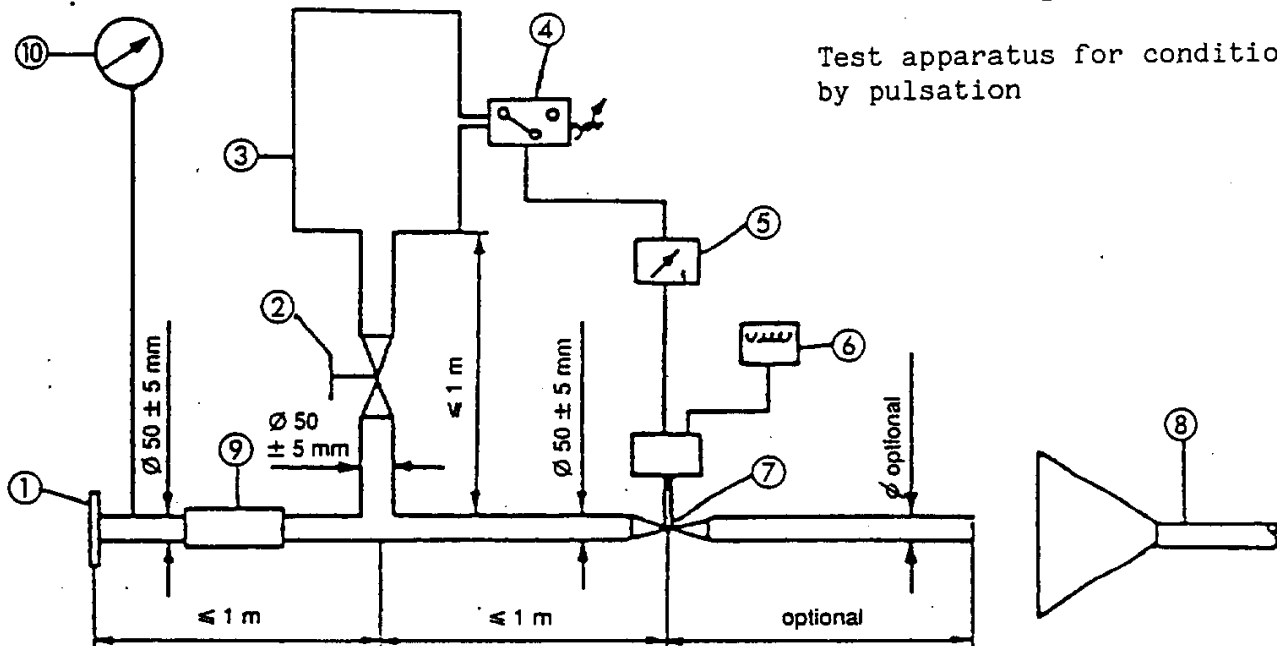 Test apparatus for conditio
by pulsation
10
4
3
5
2
6
Ø 50 ± 5 mm
≤ 1 m
Ø 50 ± 5 mm
Ø optional
8
9
Ø 50
± 5 mm
7
1
≤ 1 m
≤ 1 m
optional